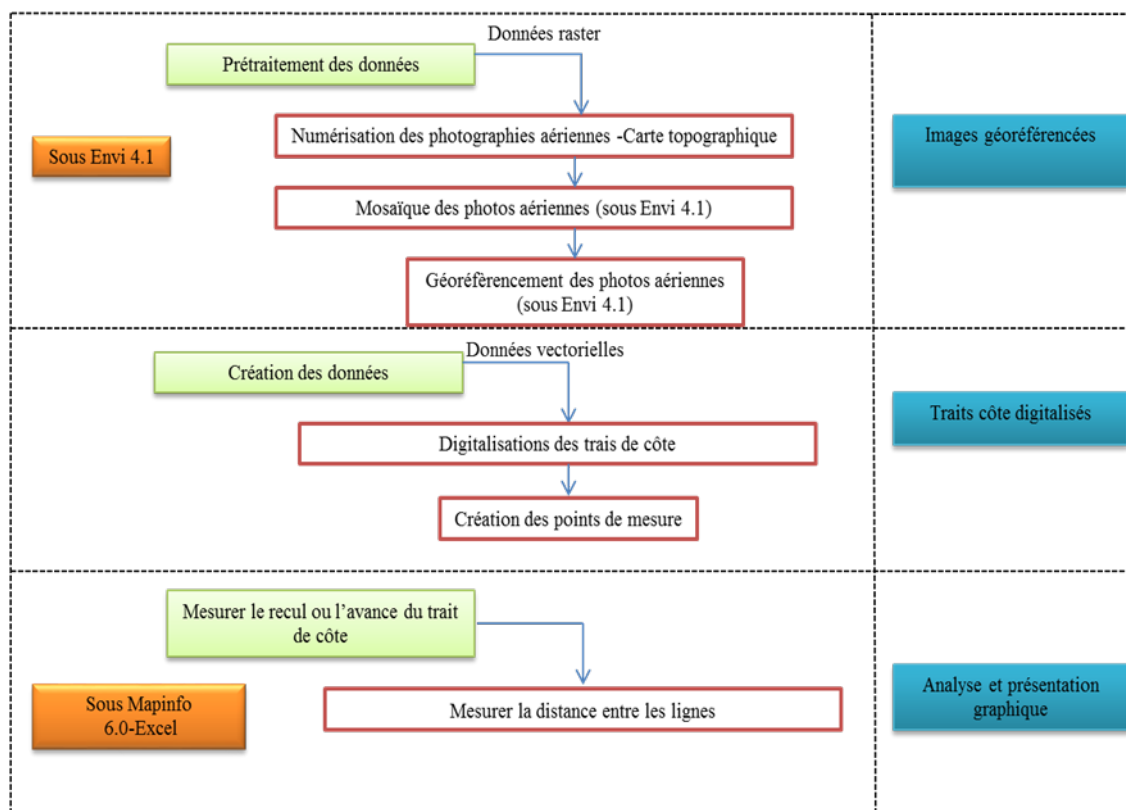 Données raster
Prétraitement des données
Numérisation des photographies aériennes -Carte topographique
Sous Envi 4.1
Images géoréférencées
Mosaïque des photos aériennes (sous Envi 4.1)
Géoréfèrencement des photos aériennes
(sous Envi 4.1)
Données vectorielles
Création des données
Traits côte digitalisés
Digitalisations des trais de côte
Création des points de mesure
Mesurer le recul ou l’avance du trait
de côte
Sous Mapinfo
6.0-Excel
Mesurer la distance entre les lignes
Analyse et présentation
graphique